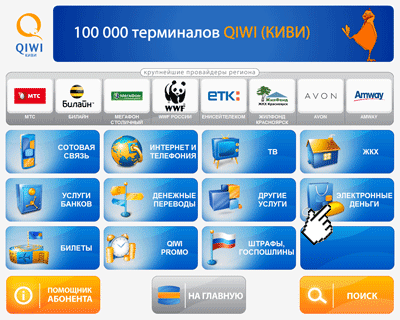 QIWI
КИВИ
100 000 терминалов QIWI (КИВИ)
крупнейшие провайдеры региона
МТС
Билайн
МегаФон
WWF
ЕТК:
ЖилФонд
AVON
Amway
МТС
БИЛАЙН
МЕГАФОН
СТОЛИЧНЫЙ
WWF РОССИИ
ЕНИСЕЙТЕЛЕКОМ
ЖИЛФОНД
КРАСНОЯРСК
AVON
AMWAY
СОТОВАЯ
СВЯЗЬ
ИНТЕРНЕТ И
ТЕЛЕФОНИЯ
ТВ
ЖКХ
УСЛУГИ
БАНКОВ
ДЕНЕЖНЫЕ
ПЕРЕВОДЫ
ДРУГИЕ
УСЛУГИ
ЭЛЕКТРОННЫЕ
ДЕНЬГИ
БИЛЕТЫ
QIWI
PROMO
ШТРАФЫ,
ГОСПОШЛИНЫ
ПОМОЩНИК
АБОНЕНТА
НА ГЛАВНУЮ
ПОИСК